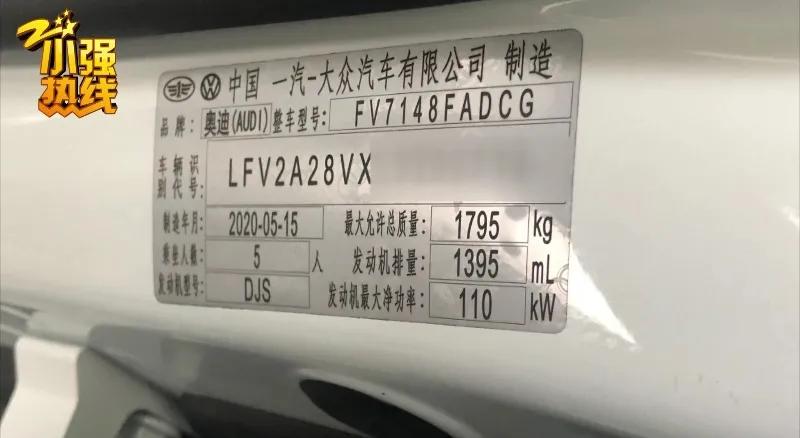 小强
热线
中国 一汽-大众汽车有限公司 制造
品牌: 奥迪(AUDI) 整车型号: FV7148FADCG
车辆识别代号: LFV2A28VX
制造年月: 2020-05-15 最大允许总质量: 1795 kg
乘坐人数: 5 人 发动机排量: 1395 mL
发动机型号: DJS 发动机最大净功率: 110 kW